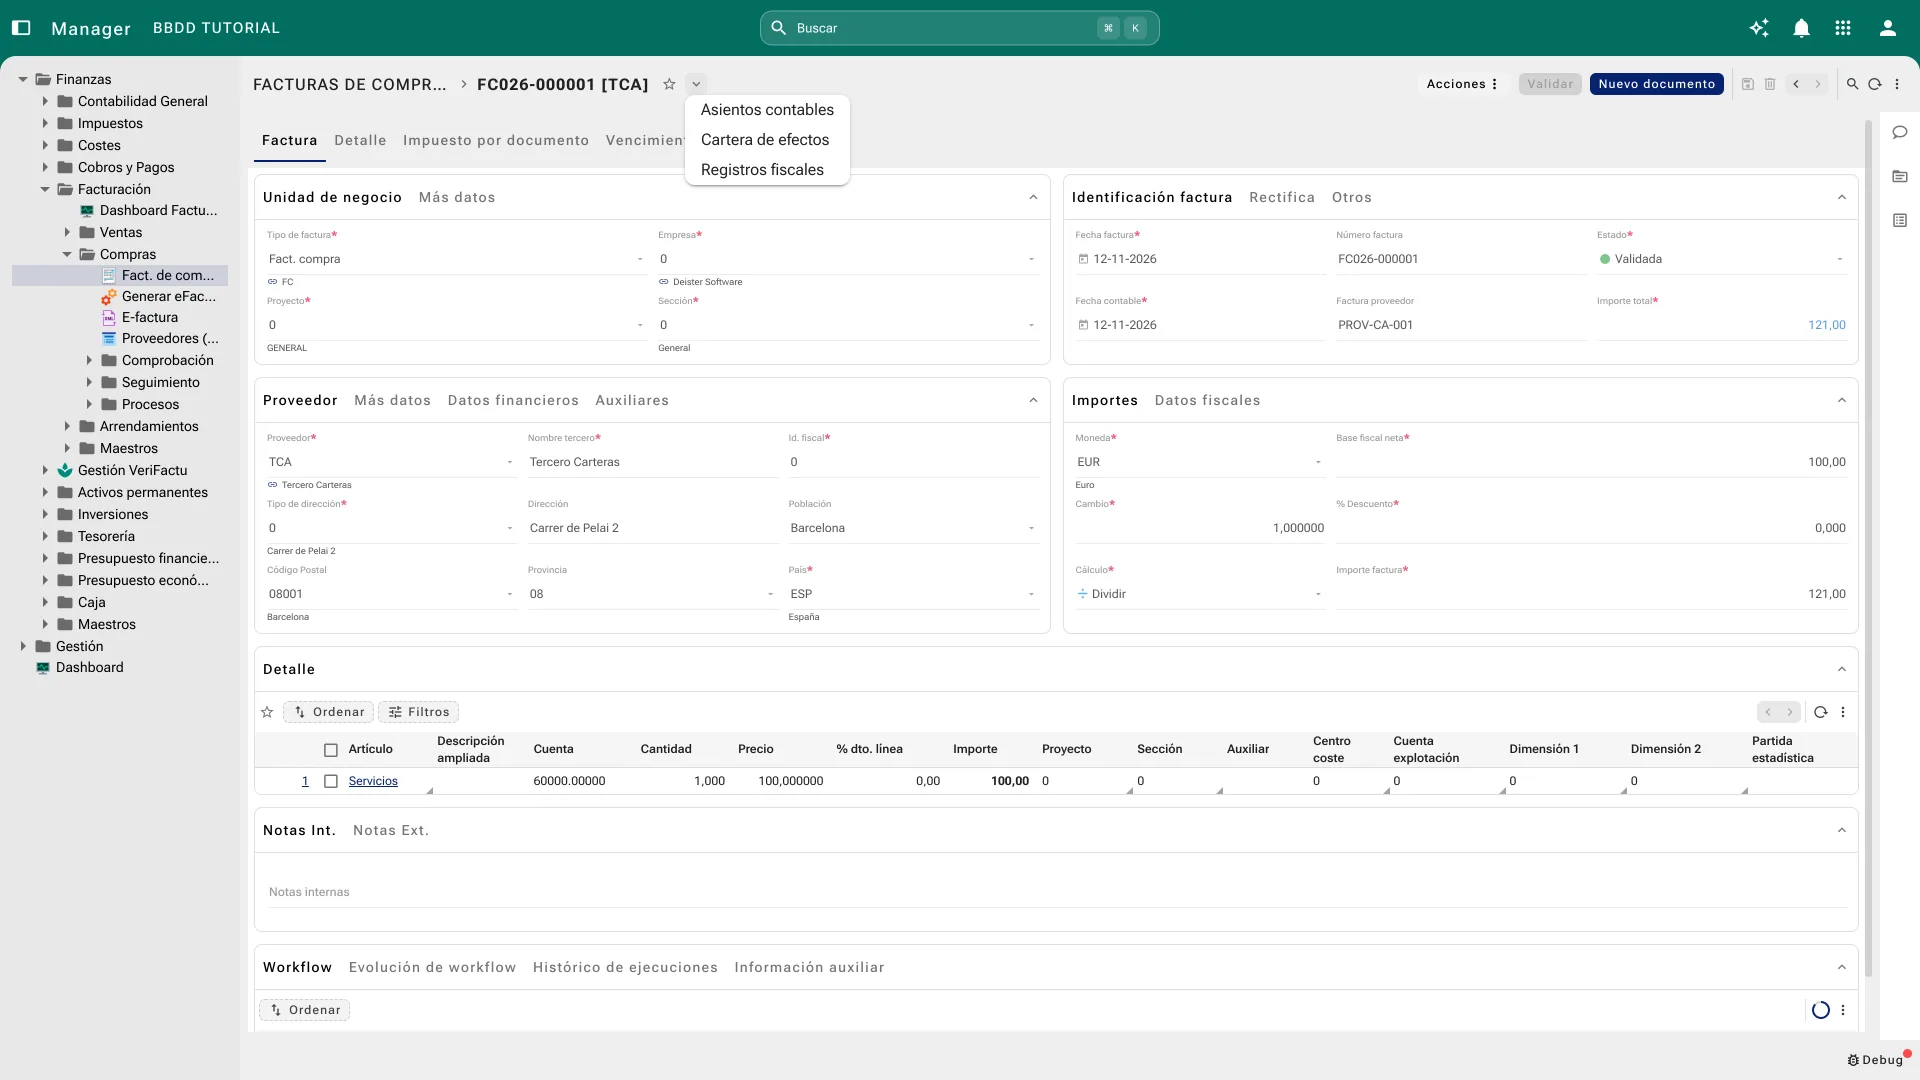 Manager BBDD TUTORIAL
Buscar ⌘ K
Finanzas
Contabilidad General
Impuestos
Costes
Cobros y Pagos
Facturación
Dashboard Factu...
Ventas
Compras
Fact. de com...
Generar eFac...
E-factura
Proveedores (...
Comprobación
Seguimiento
Procesos
Arrendamientos
Maestros
Gestión VeriFactu
Activos permanentes
Inversiones
Tesorería
Presupuesto financie...
Presupuesto econó...
Caja
Maestros
Gestión
Dashboard
FACTURAS DE COMPR... > FC026-000001 [TCA]
Acciones Validar Nuevo documento
Asientos contables
Cartera de efectos
Registros fiscales
Factura Detalle Impuesto por documento Vencimien
Unidad de negocio Más datos
Tipo de factura* Empresa*
Fact. compra 0
FC Deister Software
Proyecto* Sección*
0 0
GENERAL General
Identificación factura Rectifica Otros
Fecha factura* Número factura Estado*
12-11-2026 FC026-000001 Validada
Fecha contable* Factura proveedor Importe total*
12-11-2026 PROV-CA-001 121,00
Proveedor Más datos Datos financieros Auxiliares
Proveedor* Nombre tercero* Id. fiscal*
TCA Tercero Carteras 0
Tercero Carteras
Tipo de dirección* Dirección Población
0 Carrer de Pelai 2 Barcelona
Carrer de Pelai 2
Código Postal Provincia País*
08001 08 ESP
Barcelona España
Importes Datos fiscales
Moneda* Base fiscal neta*
EUR 100,00
Euro
Cambio* % Descuento*
1,000000 0,000
Cálculo* Importe factura*
÷ Dividir 121,00
Detalle
Ordenar Filtros
Artículo Descripción ampliada Cuenta Cantidad Precio % dto. línea Importe Proyecto Sección Auxiliar Centro coste Cuenta explotación Dimensión 1 Dimensión 2 Partida estadística
1 Servicios 60000.00000 1,000 100,000000 0,00 100,00 0 0 0 0 0 0
Notas Int. Notas Ext.
Notas internas
Workflow Evolución de workflow Histórico de ejecuciones Información auxiliar
Ordenar
Debug